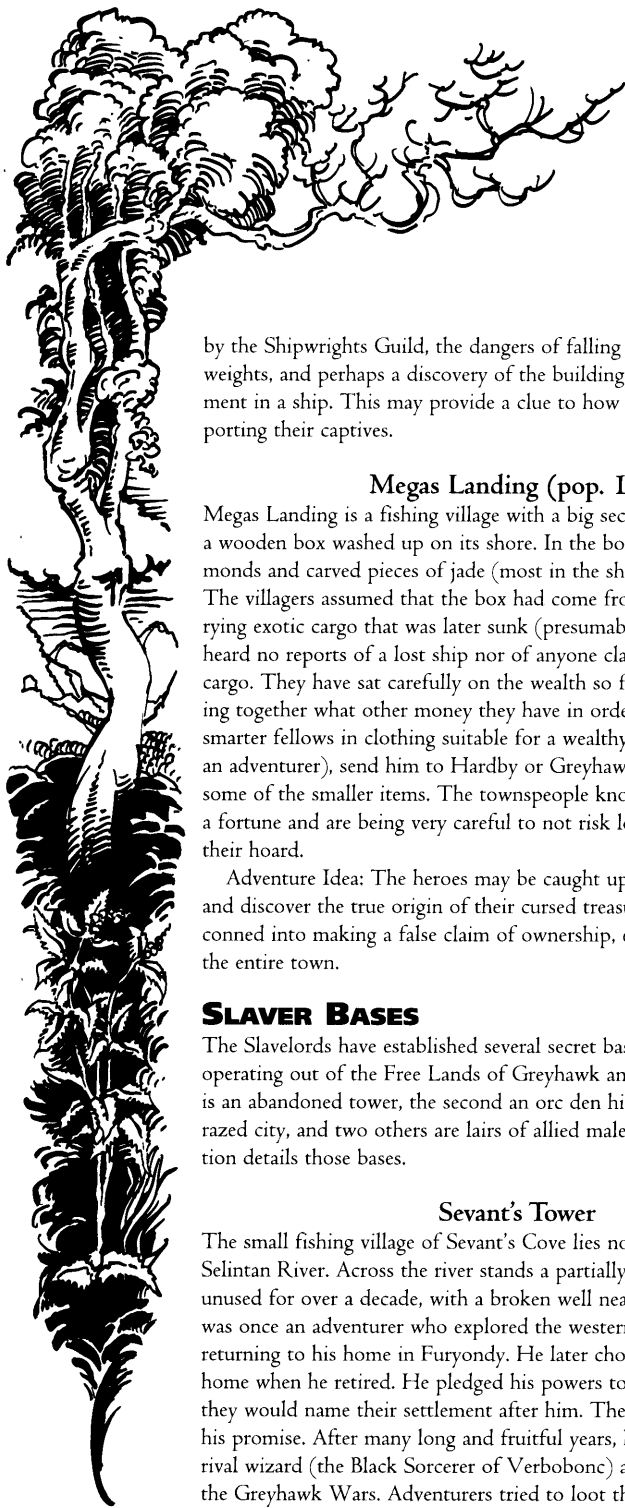 by the Shipwrights Guild, the dangers of falling
weights, and perhaps a discovery of the building
ment in a ship. This may provide a clue to how
porting their captives.
Megas Landing (pop.
Megas Landing is a fishing village with a big sec
a wooden box washed up on its shore. In the bo
monds and carved pieces of jade (most in the sh
The villagers assumed that the box had come fro
rying exotic cargo that was later sunk (presumab
heard no reports of a lost ship nor of anyone cla
cargo. They have sat carefully on the wealth so f
ing together what other money they have in orde
smarter fellows in clothing suitable for a wealthy
an adventurer), send him to Hardby or Greyhaw
some of the smaller items. The townspeople kno
a fortune and are being very careful to not risk l
their hoard.
Adventure Idea: The heroes may be caught up
and discover the true origin of their cursed treasu
conned into making a false claim of ownership,
the entire town.
SLAVER BASES
The Slavelords have established several secret bas
operating out of the Free Lands of Greyhawk an
is an abandoned tower, the second an orc den hi
razed city, and two others are lairs of allied male
tion details those bases.
Sevant's Tower
The small fishing village of Sevant's Cove lies no
Selintan River. Across the river stands a partially
unused for over a decade, with a broken well nea
was once an adventurer who explored the western
returning to his home in Furyondy. He later cho
home when he retired. He pledged his powers to
they would name their settlement after him. The
his promise. After many long and fruitful years,
rival wizard (the Black Sorcerer of Verbobonc) a
the Greyhawk Wars. Adventurers tried to loot th